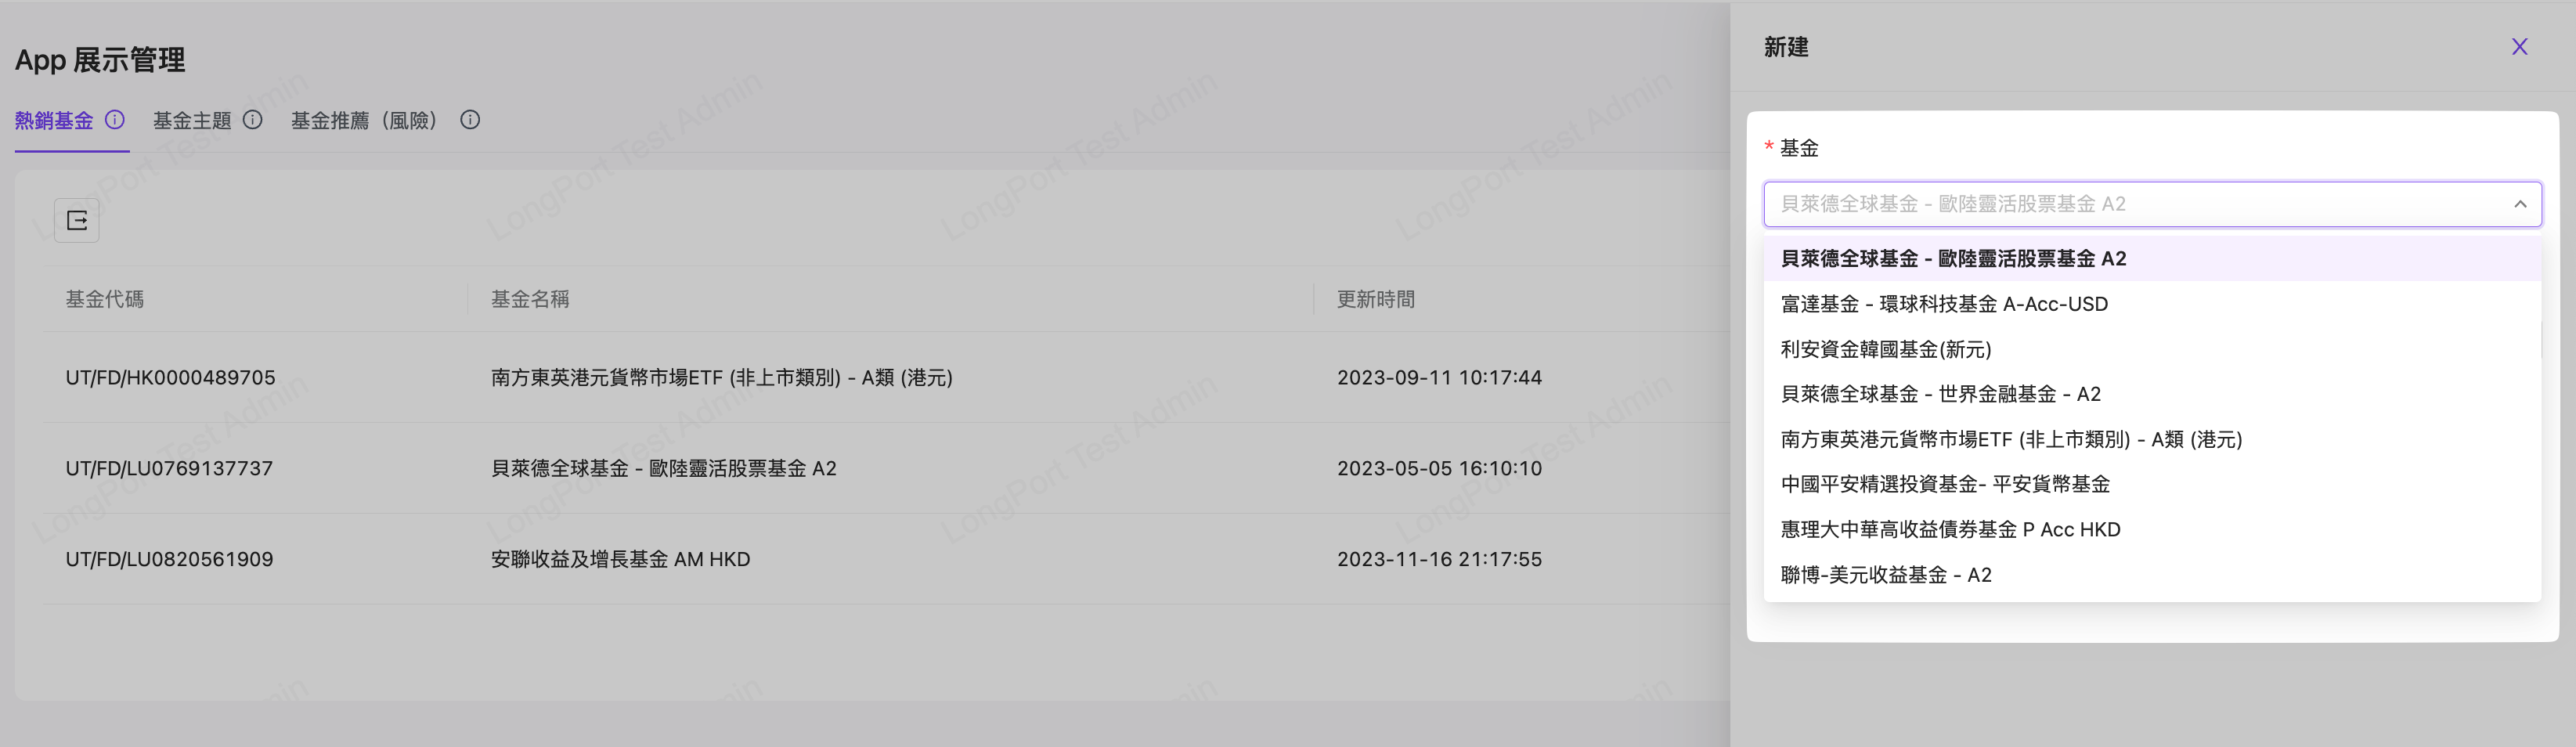 App 展示管理
熱銷基金 基金主題 基金推薦（風險）
基金代碼 基金名稱 更新時間
UT/FD/HK0000489705 南方東英港元貨幣市場ETF (非上市類別) - A類 (港元) 2023-09-11 10:17:44
UT/FD/LU0769137737 貝萊德全球基金 - 歐陸靈活股票基金 A2 2023-05-05 16:10:10
UT/FD/LU0820561909 安聯收益及增長基金 AM HKD 2023-11-16 21:17:55
LongPort Test Admin
新建
* 基金
貝萊德全球基金 - 歐陸靈活股票基金 A2
貝萊德全球基金 - 歐陸靈活股票基金 A2
富達基金 - 環球科技基金 A-Acc-USD
利安資金韓國基金(新元)
貝萊德全球基金 - 世界金融基金 - A2
南方東英港元貨幣市場ETF (非上市類別) - A類 (港元)
中國平安精選投資基金- 平安貨幣基金
惠理大中華高收益債券基金 P Acc HKD
聯博-美元收益基金 - A2